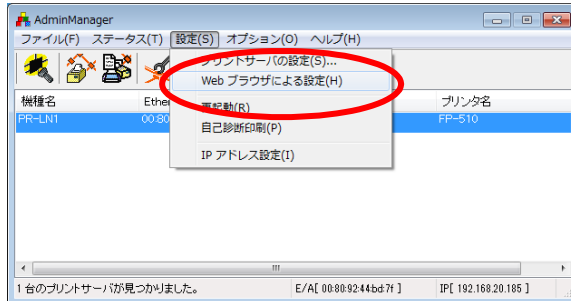 AdminManager
ファイル(F) ステータス(T) 設定(S) オプション(O) ヘルプ(H)
プリントサーバの設定(S)...
Web ブラウザによる設定(H)
再起動(R)
自己診断印刷(P)
IP アドレス設定(I)
機種名 Ether プリンタ名
PR-LN1 00:80 FP-510
1 台のプリントサーバが見つかりました。 E/A[ 00:80:92:44:bd:7f ] IP[ 192.168.20.185 ]